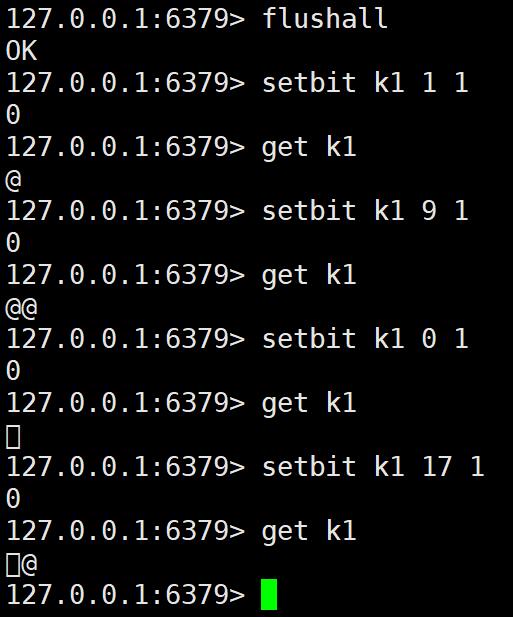 127.0.0.1:6379> flushall
OK
127.0.0.1:6379> setbit k1 1 1
0
127.0.0.1:6379> get k1
@
127.0.0.1:6379> setbit k1 9 1
0
127.0.0.1:6379> get k1
@@
127.0.0.1:6379> setbit k1 0 1
0
127.0.0.1:6379> get k1
▯
127.0.0.1:6379> setbit k1 17 1
0
127.0.0.1:6379> get k1
▯@
127.0.0.1:6379>